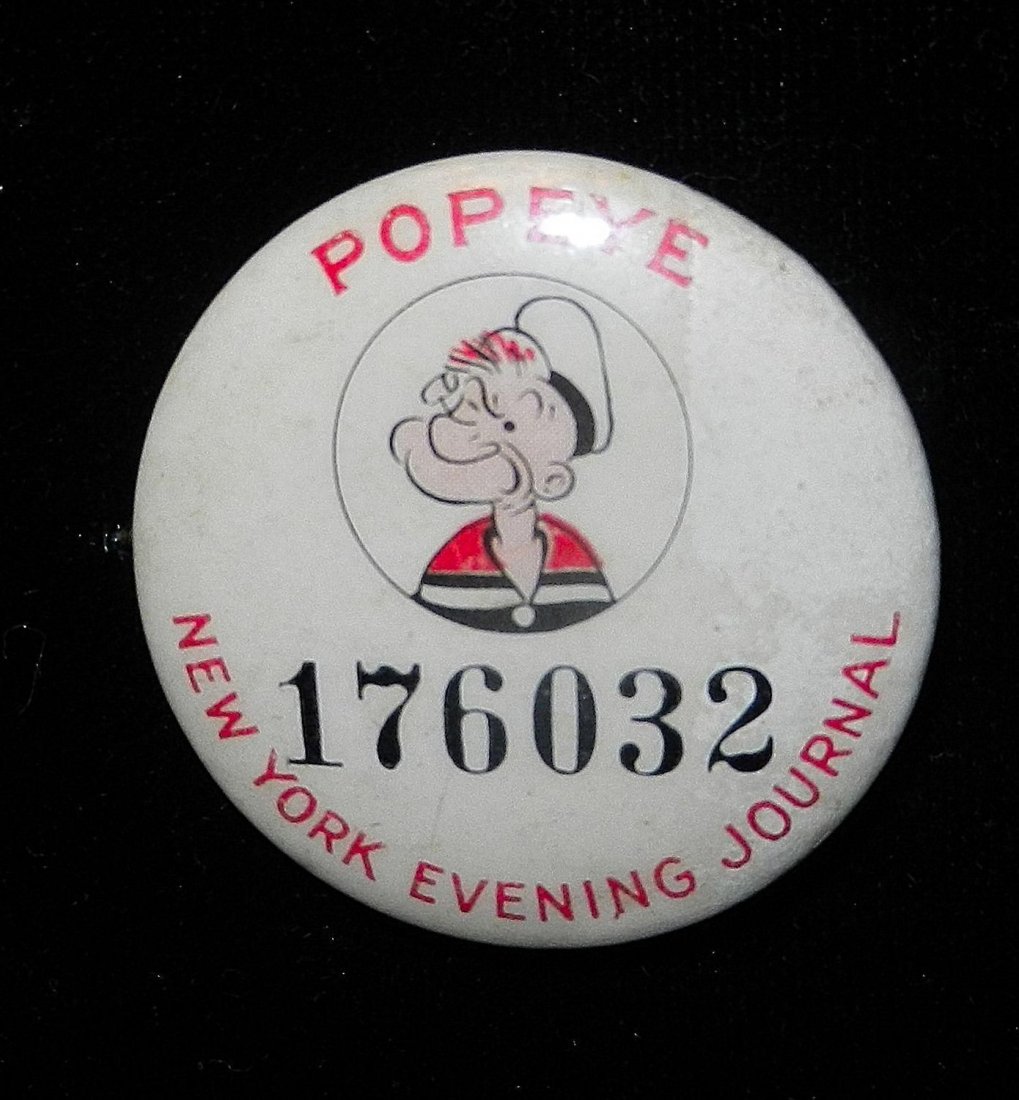 POPEYE
176032
NEW YORK EVENING JOURNAL